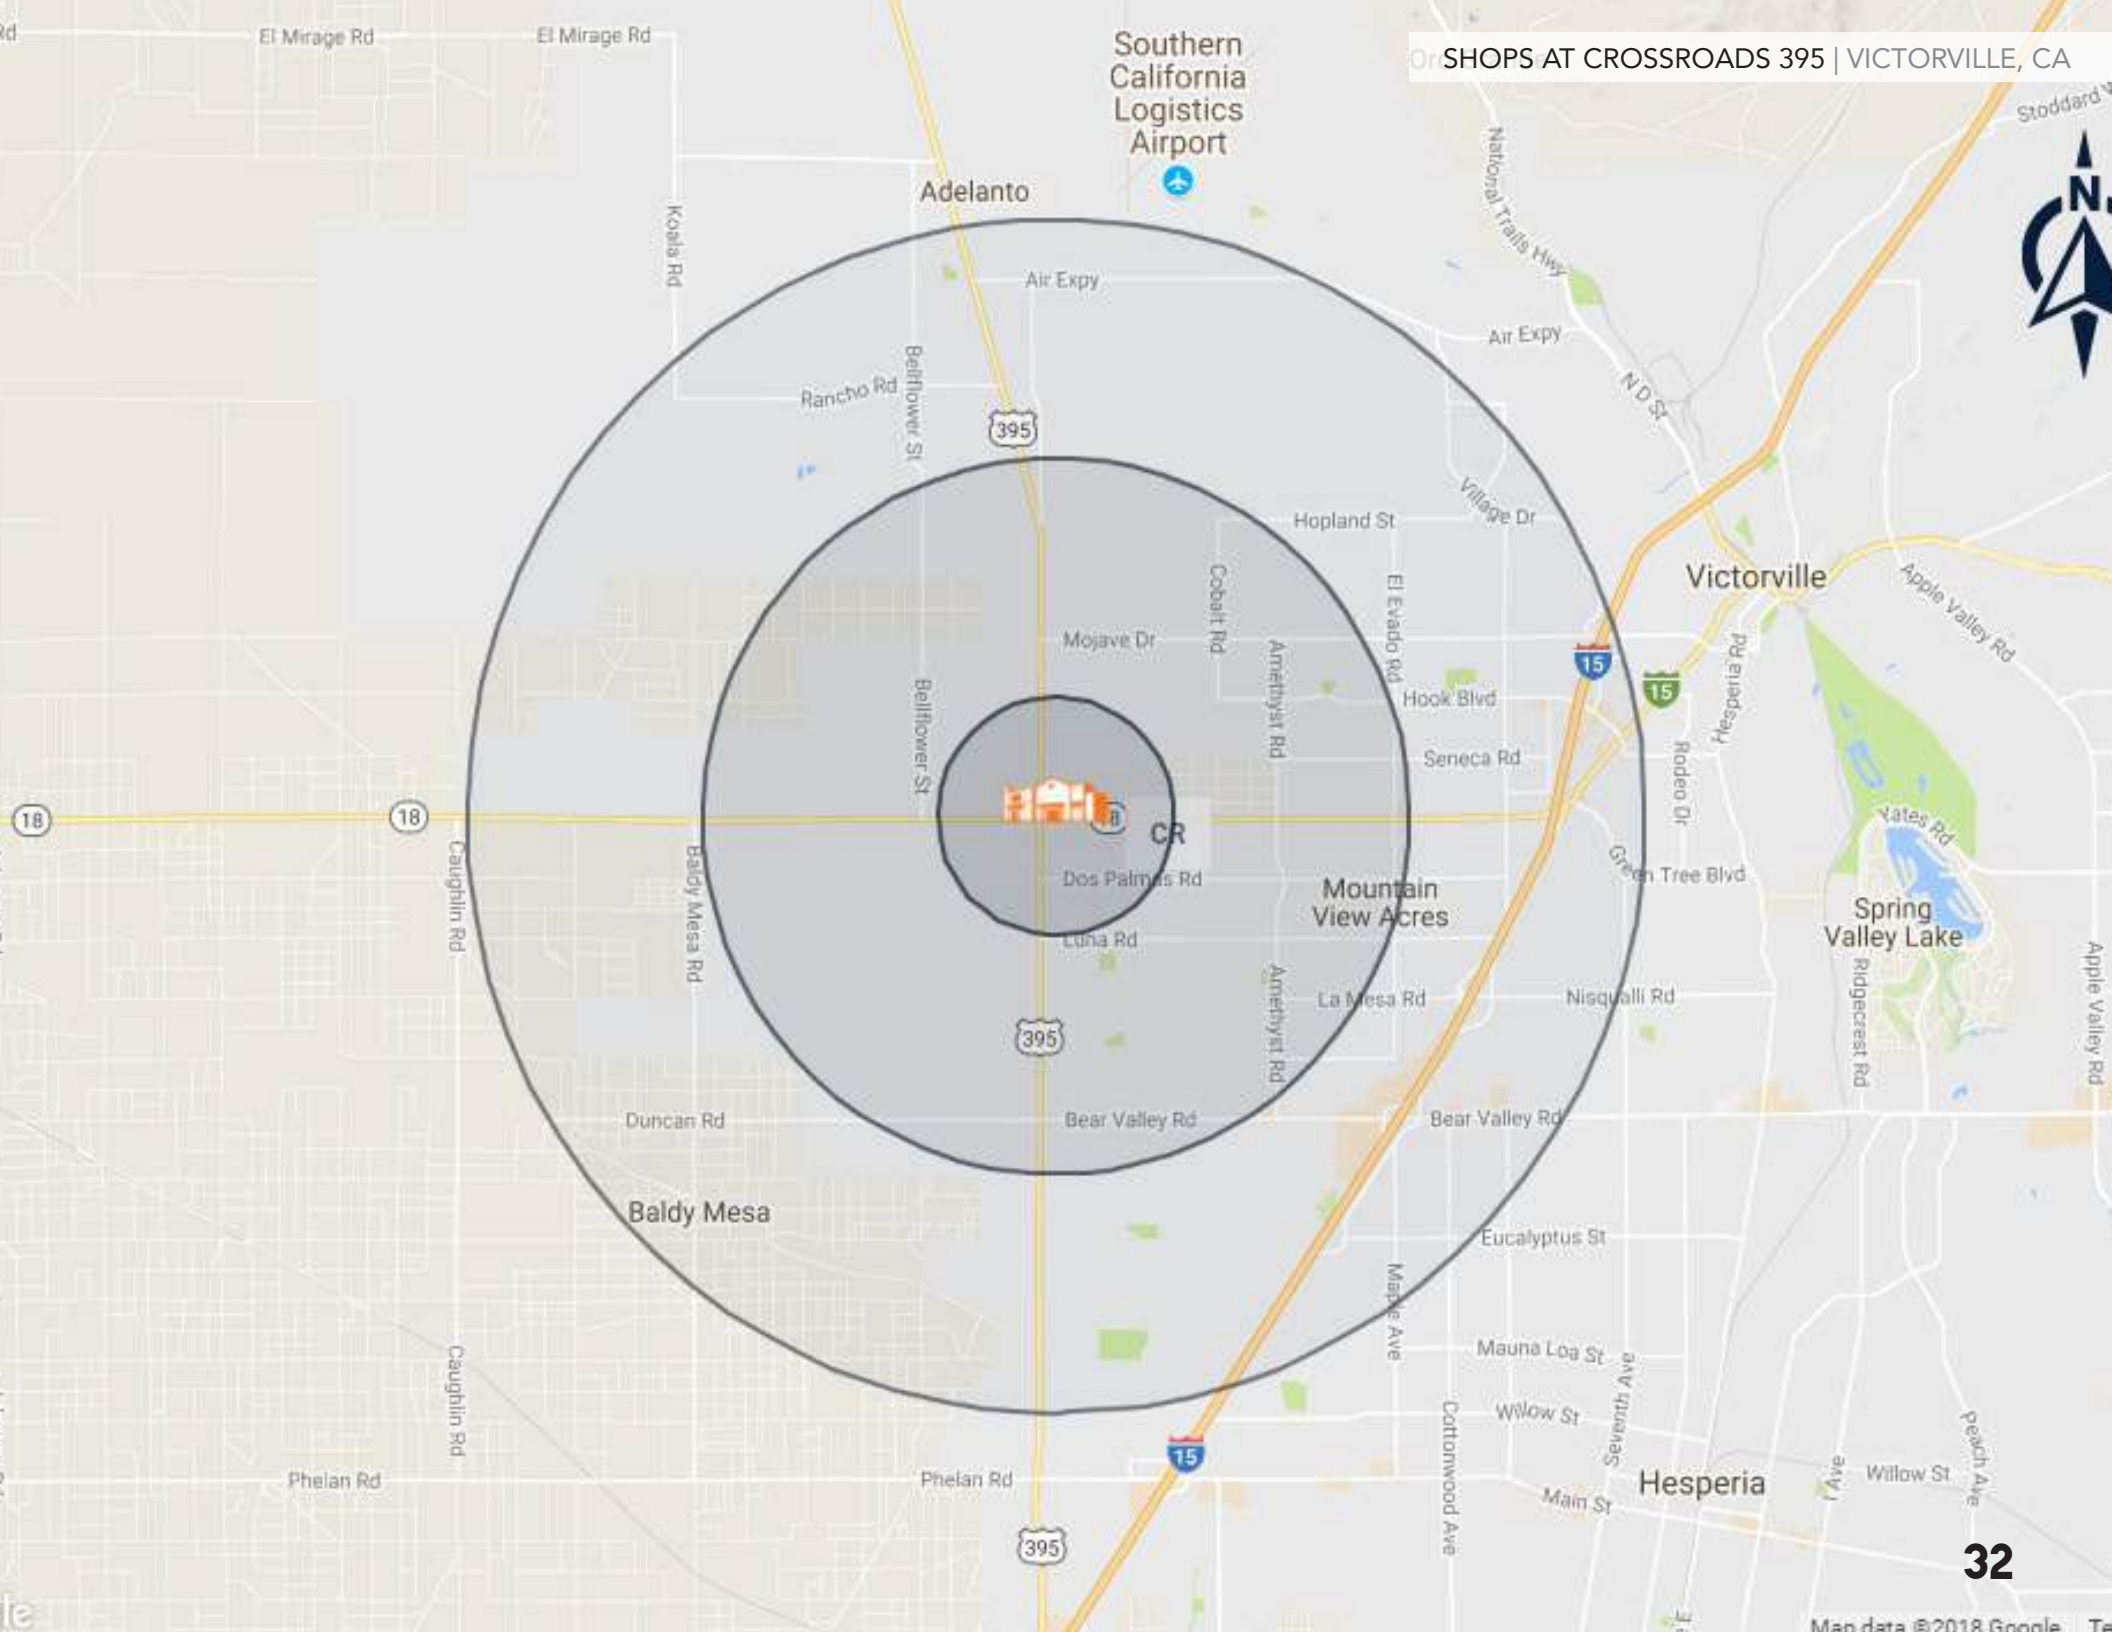 SHOPS AT CROSSROADS 395 | VICTORVILLE, CA
El Mirage Rd
El Mirage Rd
Rd
Southern
California
Logistics
Airport
Stoddard
N
National Trails Hwy
Adelanto
Koala Rd
Air Expy
Air Expy
Bellflower St
Rancho Rd
395
N D St
Village Dr
Hopland St
Cobalt Rd
El Evado Rd
Victorville
Apple Valley Rd
Mojave Dr
Amethyst Rd
15
15
Hesperia Rd
Hook Blvd
Bellflower St
Seneca Rd
Rodeo Dr
18
18
8
CR
Yates Rd
Caughlin Rd
Baldy Mesa Rd
Dos Palmas Rd
Mountain
View Acres
Green Tree Blvd
Spring
Valley Lake
Luna Rd
Amethyst Rd
La Mesa Rd
Nisqualli Rd
Ridgecrest Rd
Apple Valley Rd
395
Duncan Rd
Bear Valley Rd
Bear Valley Rd
Baldy Mesa
Eucalyptus St
Maple Ave
Mauna Loa St
Seventh Ave
Caughlin Rd
Cottonwood Ave
Willow St
Peach Ave
15
Phelan Rd
Phelan Rd
Hesperia
I Ave
Willow St
Main St
395
32
le
E
Map data ©2018 Google
Te